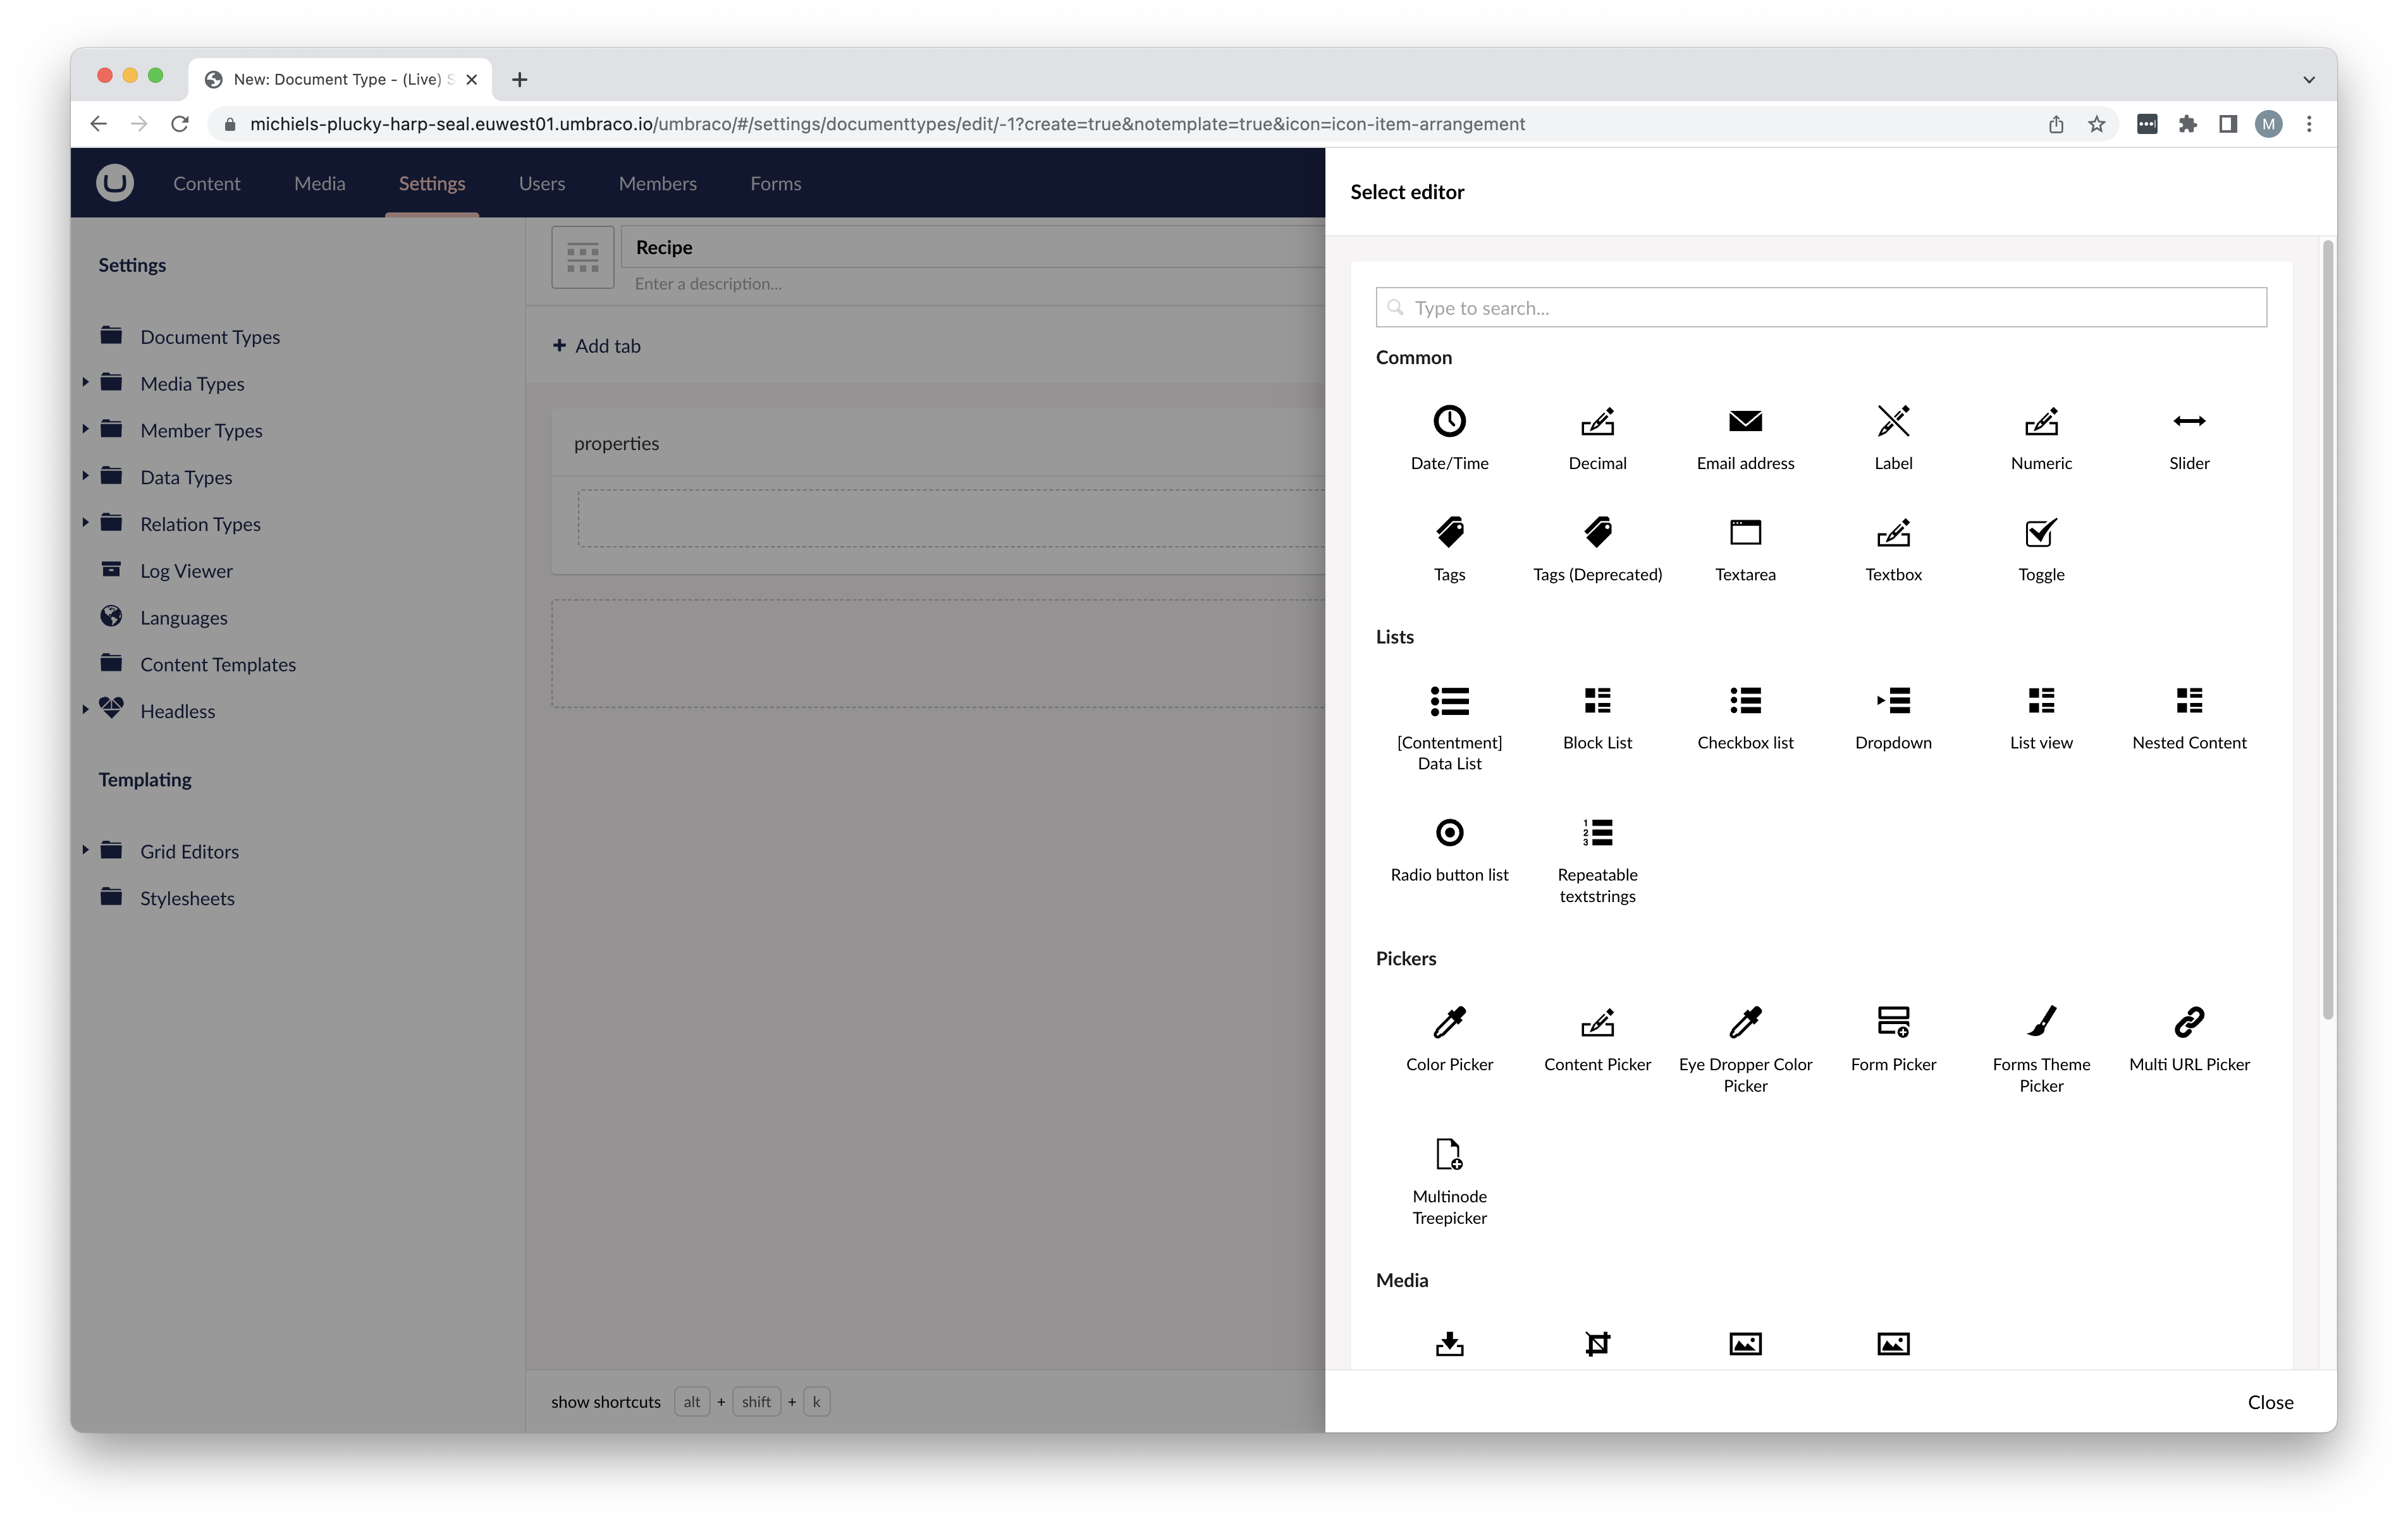 New: Document Type - (Live) S
michiels-plucky-harp-seal.euwest01.umbraco.io/umbraco/#/settings/documenttypes/edit/-1?create=true&notemplate=true&icon=icon-item-arrangement
M
Content Media Settings Users Members Forms
Settings
Document Types
Media Types
Member Types
Data Types
Relation Types
Log Viewer
Languages
Content Templates
Headless
Templating
Grid Editors
Stylesheets
Recipe
Enter a description...
+ Add tab
properties
show shortcuts alt + shift + k
Select editor
Type to search...
Common
Date/Time Decimal Email address Label Numeric Slider
Tags Tags (Deprecated) Textarea Textbox Toggle
Lists
[Contentment] Block List Checkbox list Dropdown List view Nested Content
Data List
1
2
3
Radio button list Repeatable
textstrings
Pickers
Color Picker Content Picker Eye Dropper Color Form Picker Forms Theme Multi URL Picker
Picker Picker
Multinode
Treepicker
Media
Close